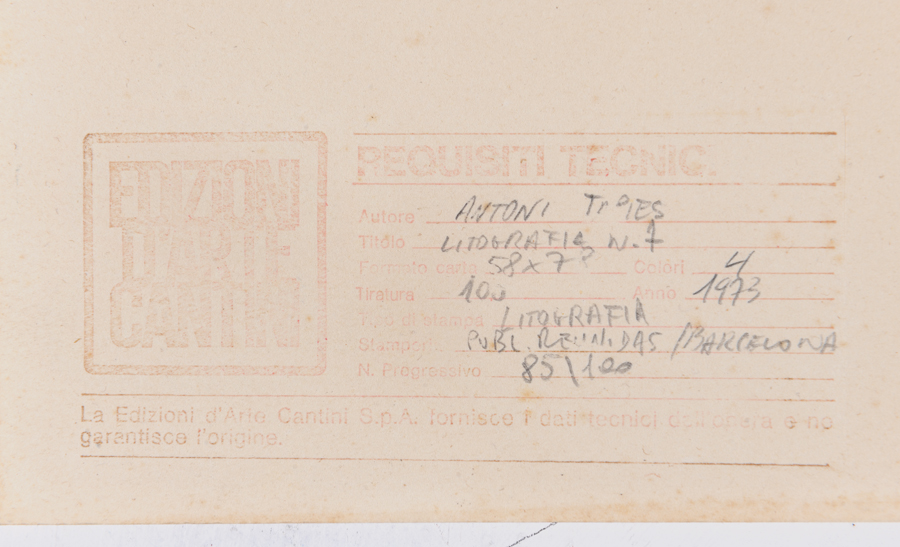 EDIZIONI
D'ARTE
CANTINI
REQUISITI TECNICI
Autore ANTONI TàPIES
Titolo LITOGRAFIA N. 7
Formato carta 58x7 Colori 4
Tiratura 100 Anno 1973
Tipo di stampa LITOGRAFIA
Stamperia PUBL. REUNIDAS / BARCELONA
N. Progressivo 85\100
La Edizioni d'Arte Cantini S.p.A. fornisce i dati tecnici dell'opera e ne
garantisce l'origine.